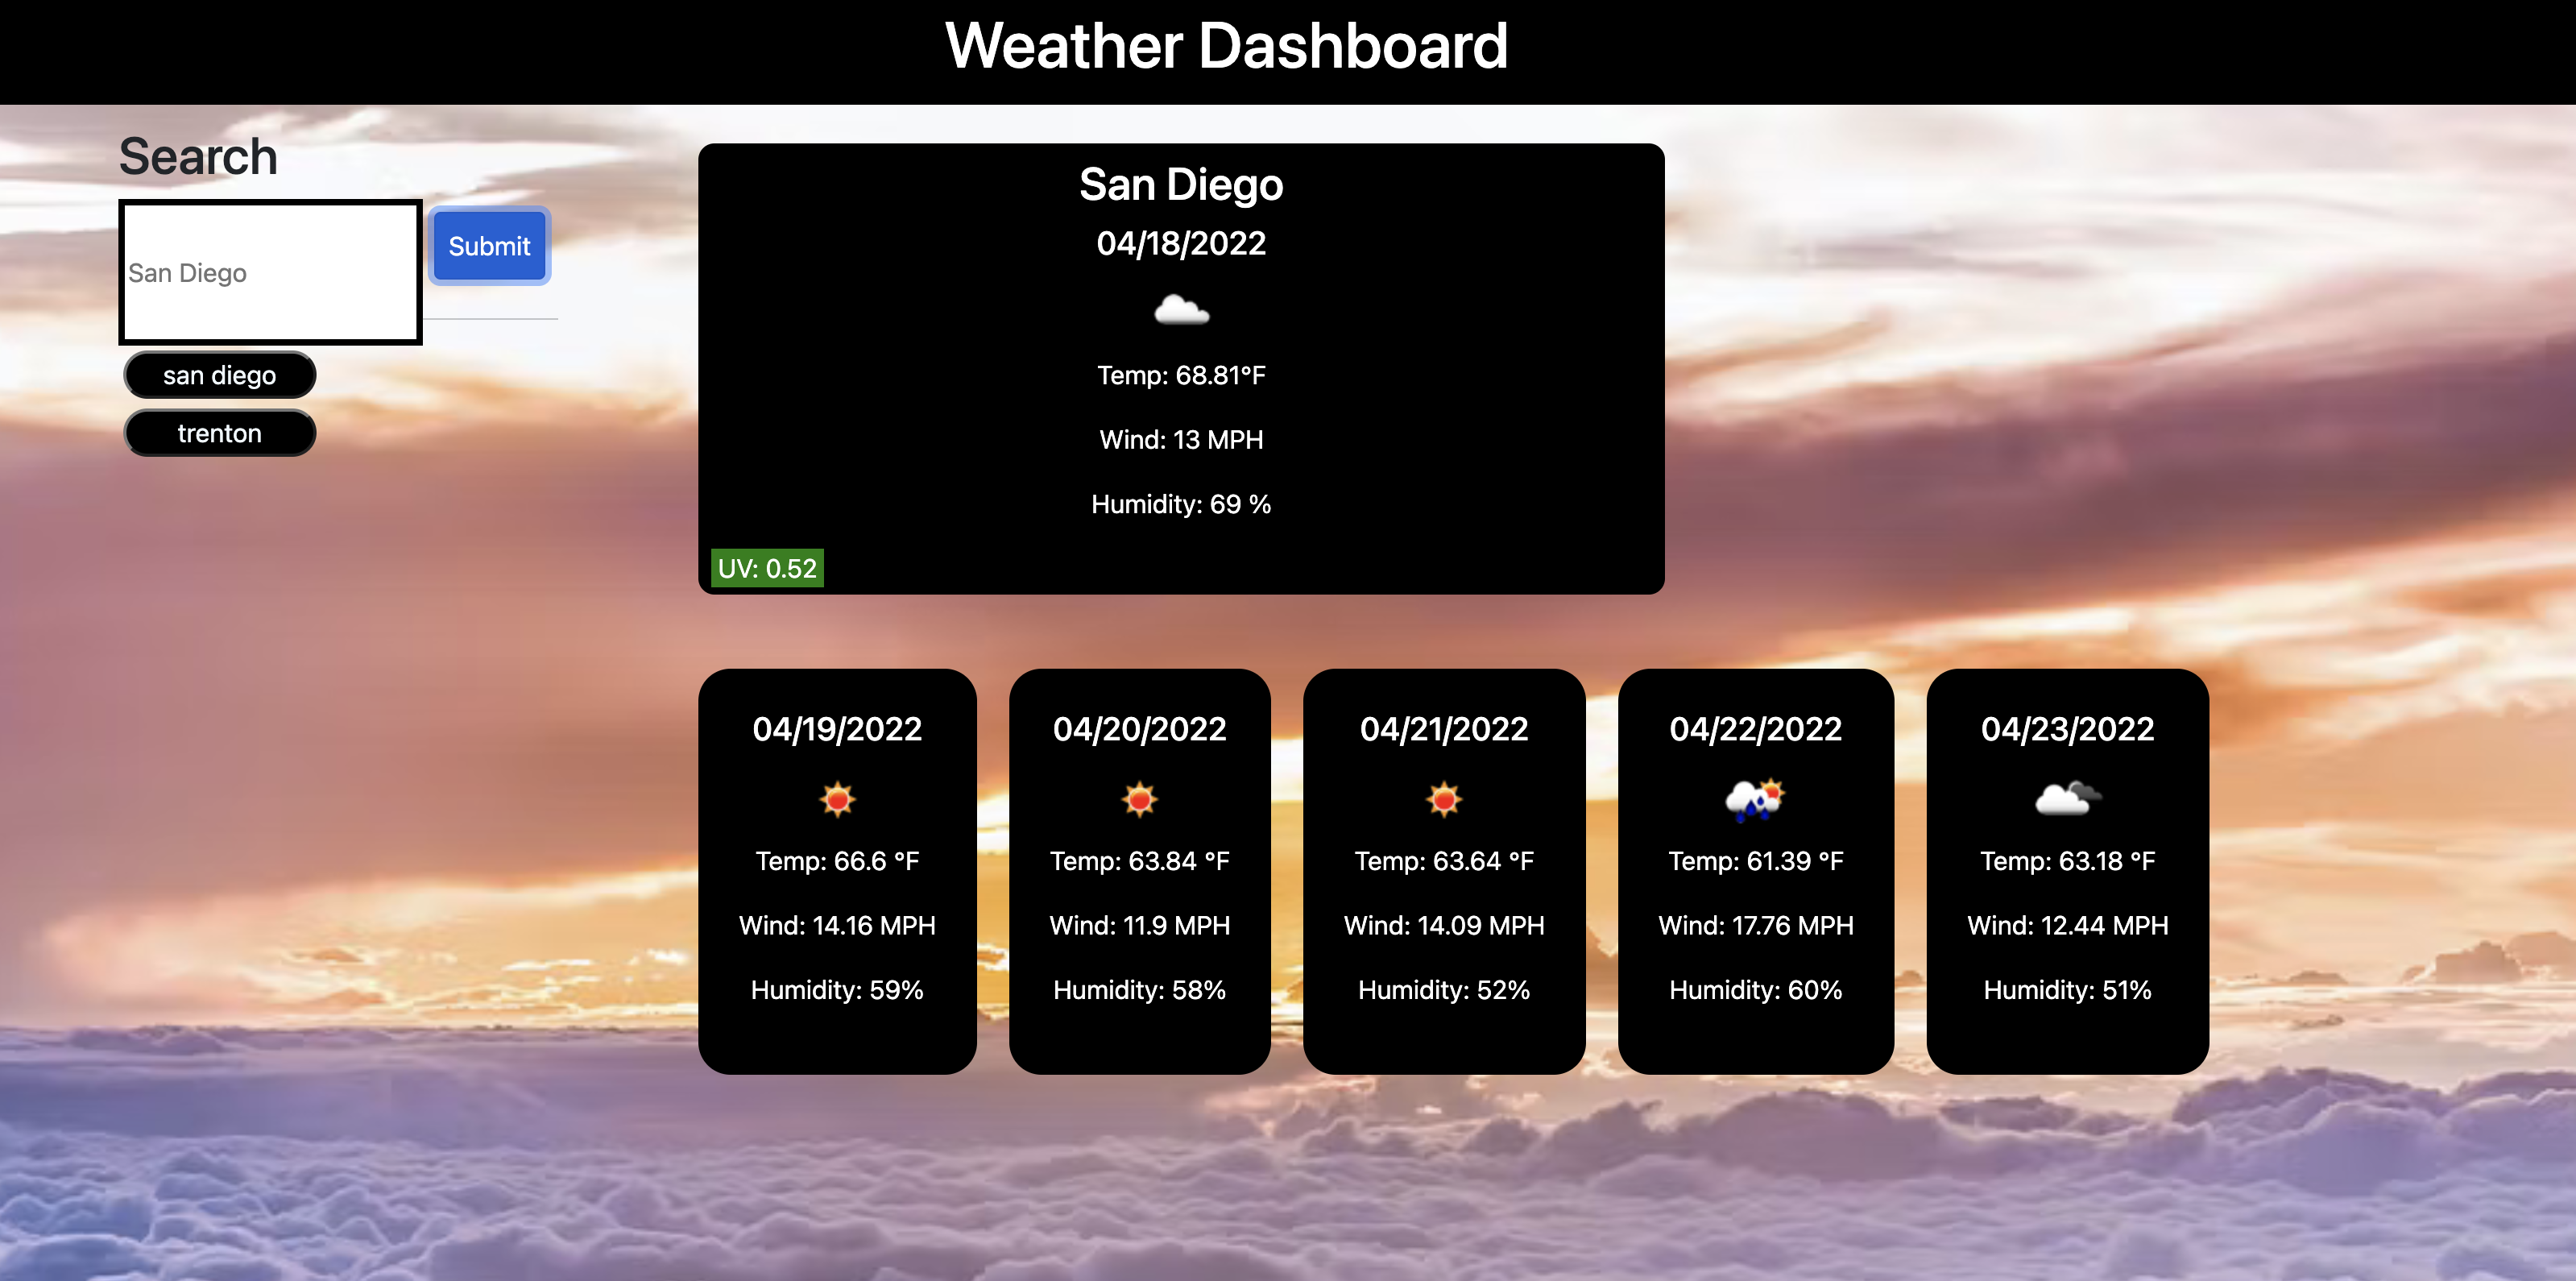 Weather Dashboard
Search
San Diego
Submit
san diego
trenton
San Diego
04/18/2022
Temp: 68.81°F
Wind: 13 MPH
Humidity: 69 %
UV: 0.52
04/19/2022
Temp: 66.6 °F
Wind: 14.16 MPH
Humidity: 59%
04/20/2022
Temp: 63.84 °F
Wind: 11.9 MPH
Humidity: 58%
04/21/2022
Temp: 63.64 °F
Wind: 14.09 MPH
Humidity: 52%
04/22/2022
Temp: 61.39 °F
Wind: 17.76 MPH
Humidity: 60%
04/23/2022
Temp: 63.18 °F
Wind: 12.44 MPH
Humidity: 51%